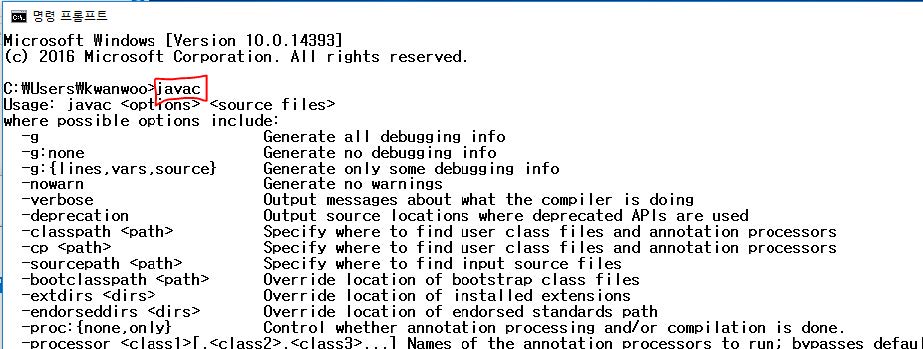 명령 프롬프트
Microsoft Windows [Version 10.0.14393]
(c) 2016 Microsoft Corporation. All rights reserved.
C:₩Users₩kwanwoo>javac
Usage: javac <options> <source files>
where possible options include:
-g Generate all debugging info
-g:none Generate no debugging info
-g:{lines,vars,source} Generate only some debugging info
-nowarn Generate no warnings
-verbose Output messages about what the compiler is doing
-deprecation Output source locations where deprecated APIs are used
-classpath <path> Specify where to find user class files and annotation processors
-cp <path> Specify where to find user class files and annotation processors
-sourcepath <path> Specify where to find input source files
-bootclasspath <path> Override location of bootstrap class files
-extdirs <dirs> Override location of installed extensions
-endorseddirs <dirs> Override location of endorsed standards path
-proc:{none,only} Control whether annotation processing and/or compilation is done.
-processor <class1>[,<class2>,<class3>...] Names of the annotation processors to run; bypasses defau